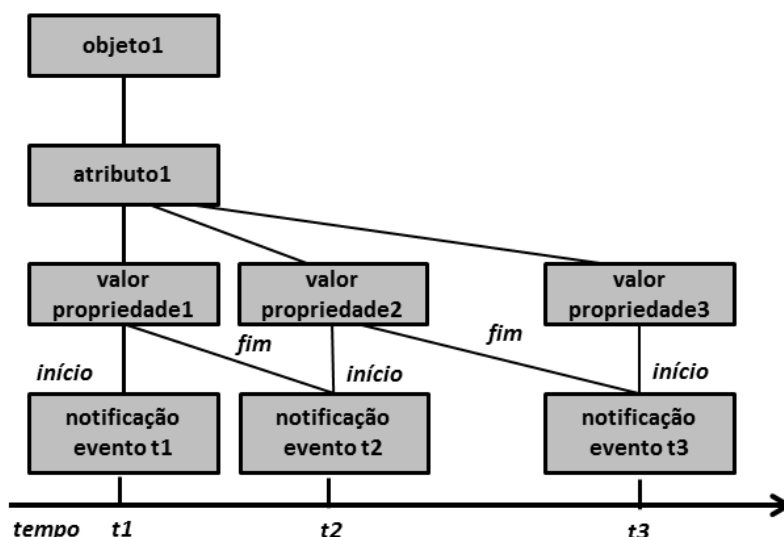 objeto1
atributo1
valor
propriedade1
valor
propriedade2
valor
propriedade3
fim
fim
início
início
início
notificação
evento t1
notificação
evento t2
notificação
evento t3
tempo
t1
t2
t3